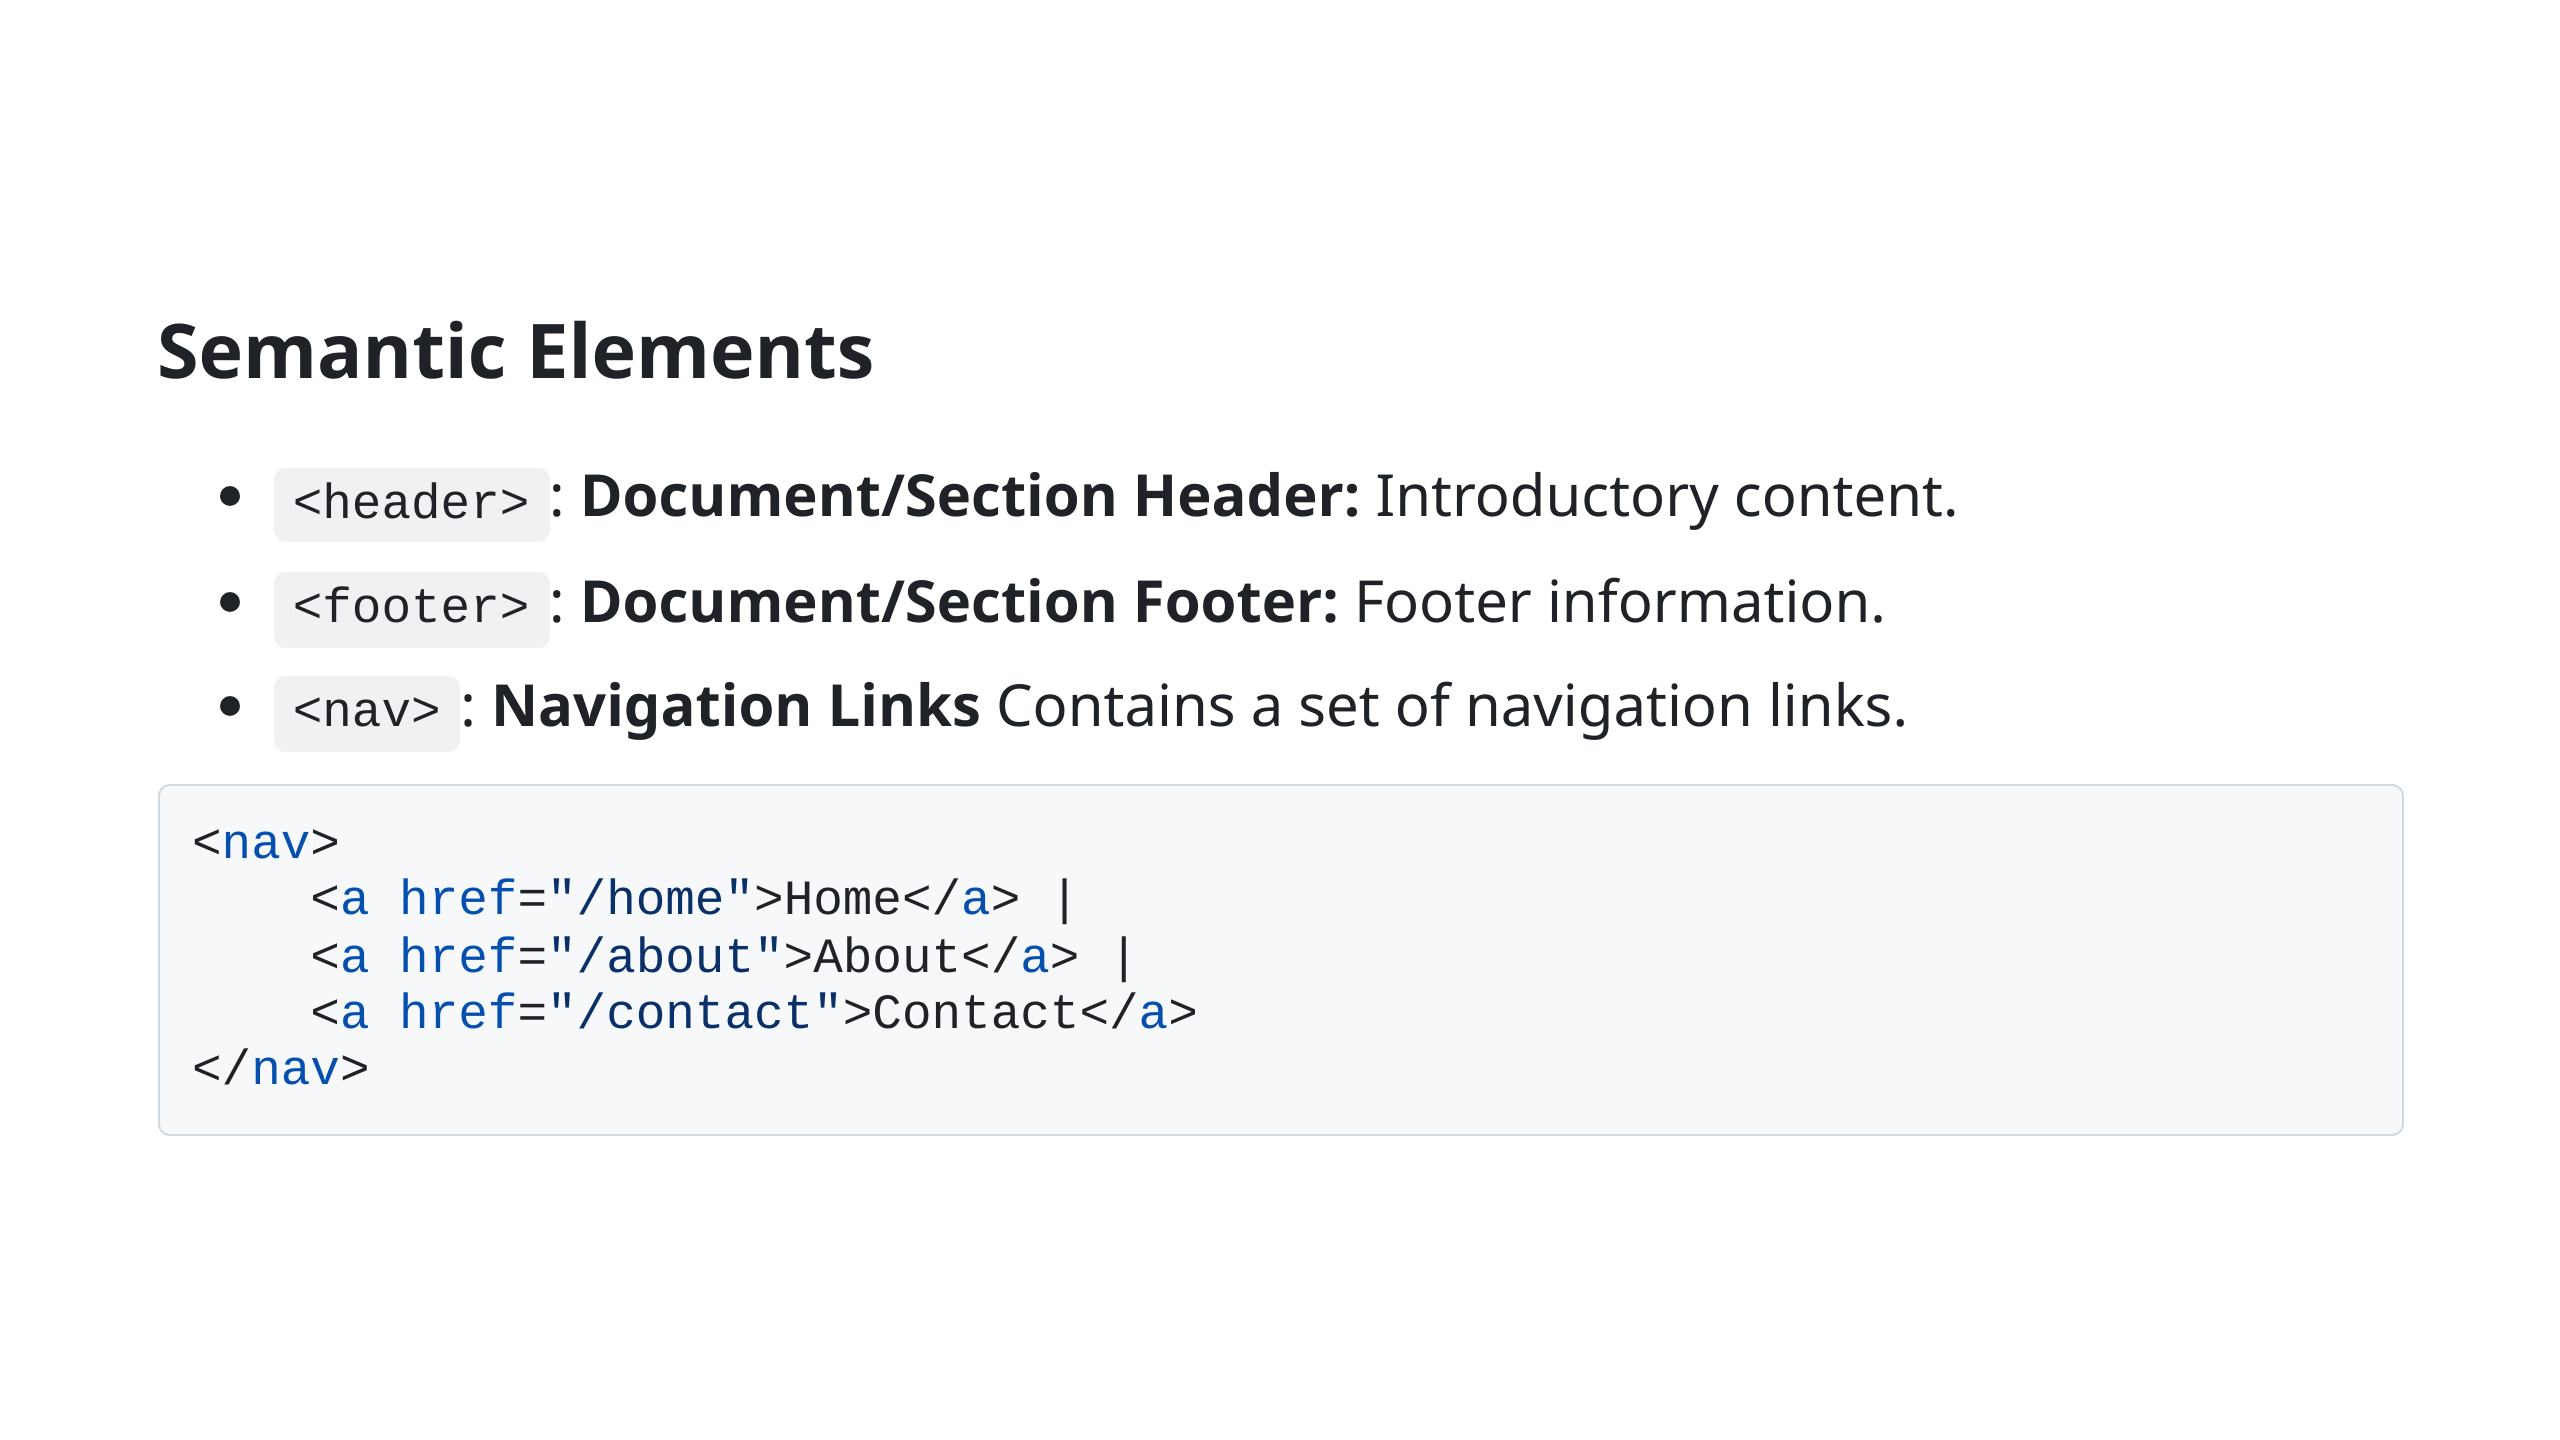 Semantic Elements
<header>: Document/Section Header: Introductory content.
<footer>: Document/Section Footer: Footer information.
<nav>: Navigation Links Contains a set of navigation links.
<nav>
    <a href="/home">Home</a> |
    <a href="/about">About</a> |
    <a href="/contact">Contact</a>
</nav>